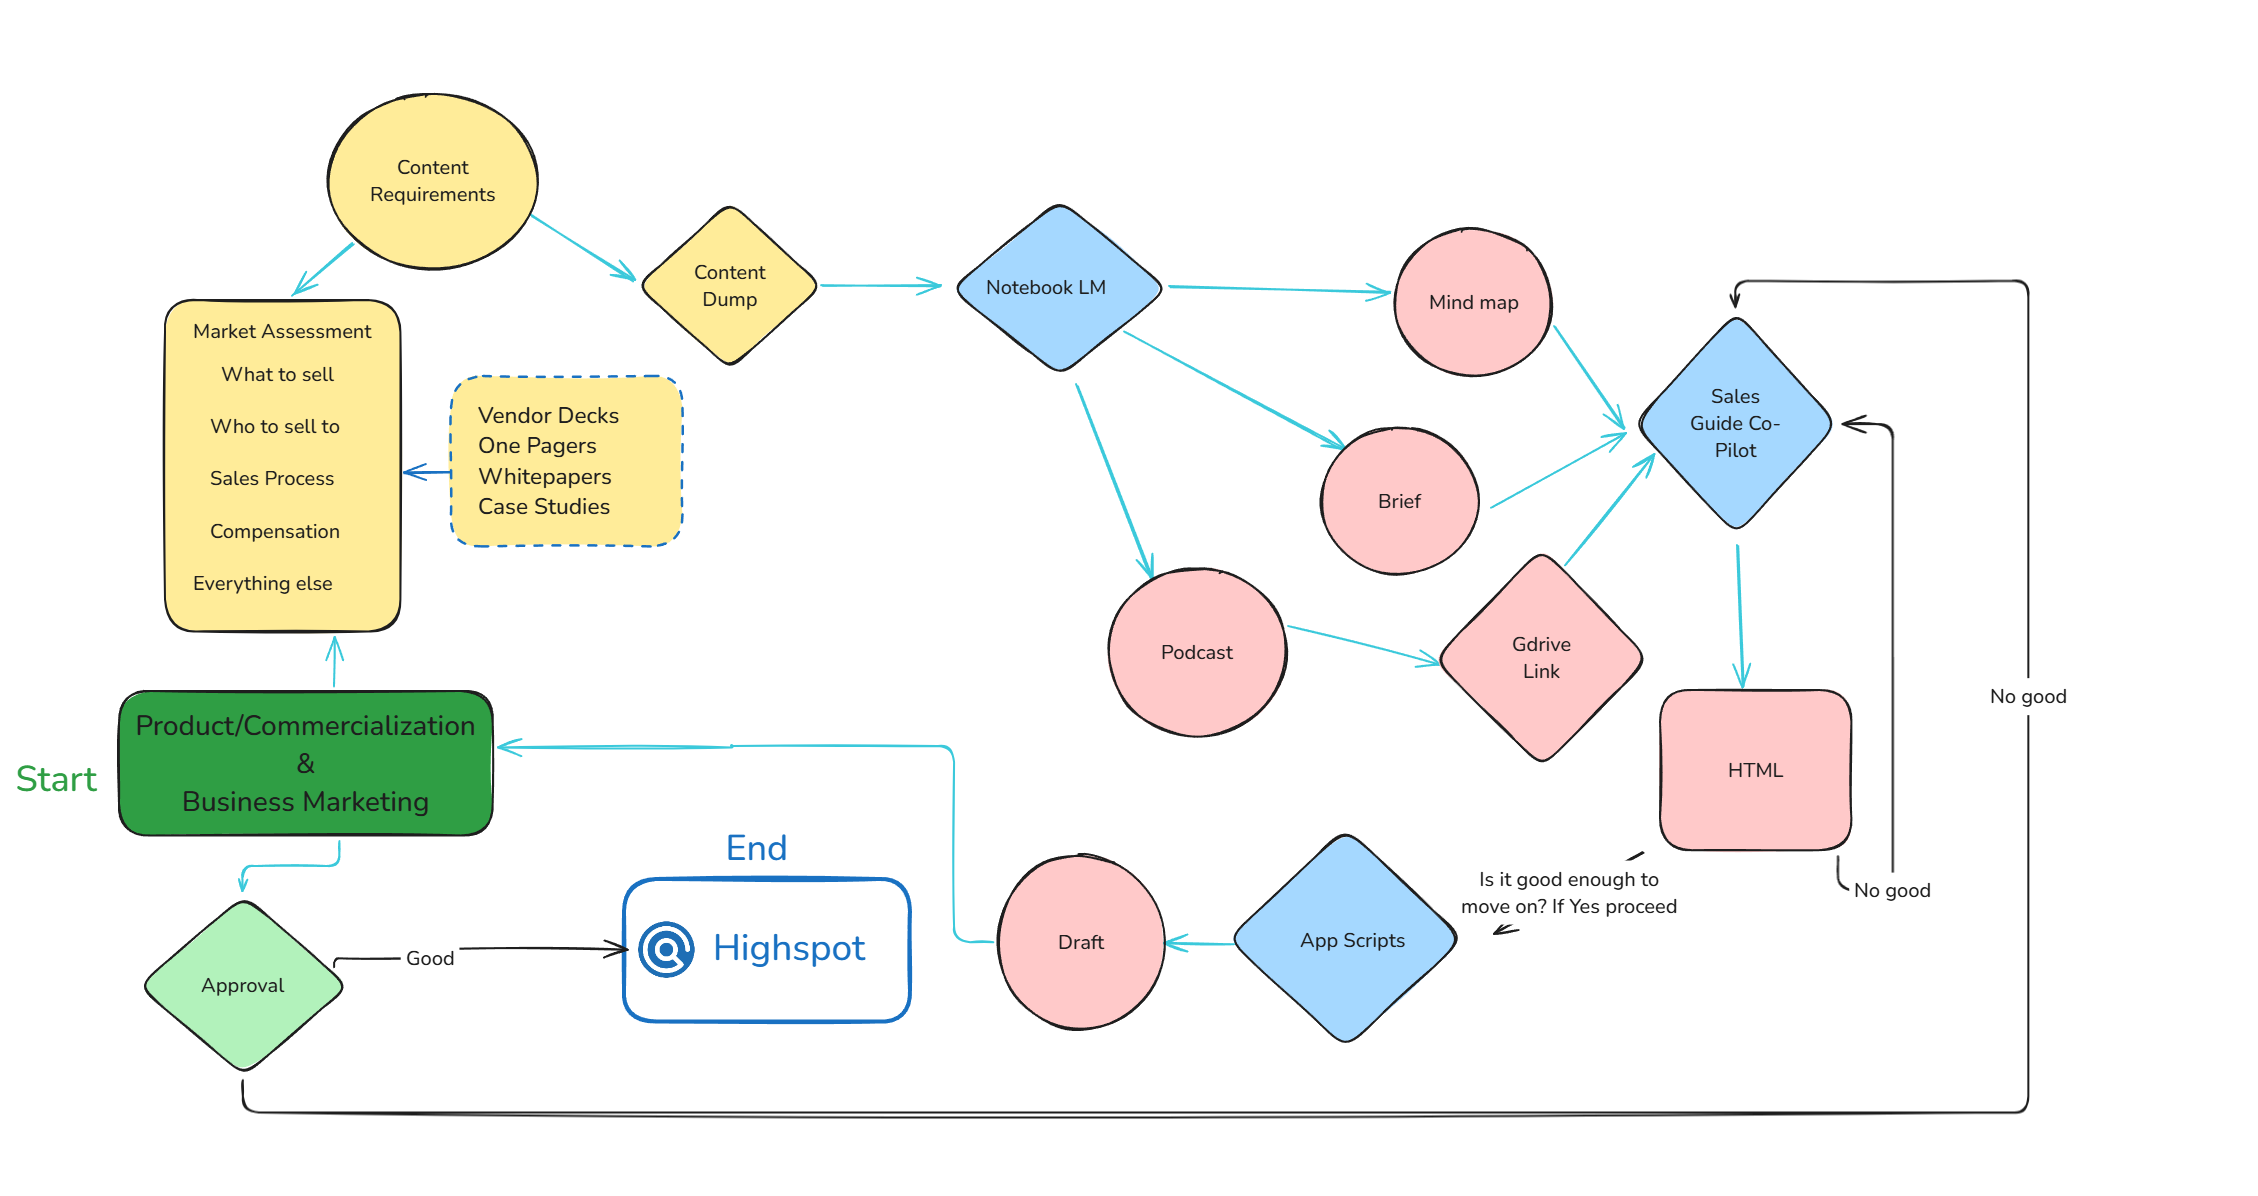 Content
Requirements
Content
Dump
Notebook LM
Mind map
Market Assessment
What to sell
Who to sell to
Sales Process
Compensation
Everything else
Vendor Decks
One Pagers
Whitepapers
Case Studies
Sales
Guide Co-
Pilot
Brief
Podcast
Gdrive
Link
No good
HTML
Start
Product/Commercialization
&
Business Marketing
End
Highspot
Is it good enough to
move on? If Yes proceed
No good
Draft
App Scripts
Good
Approval